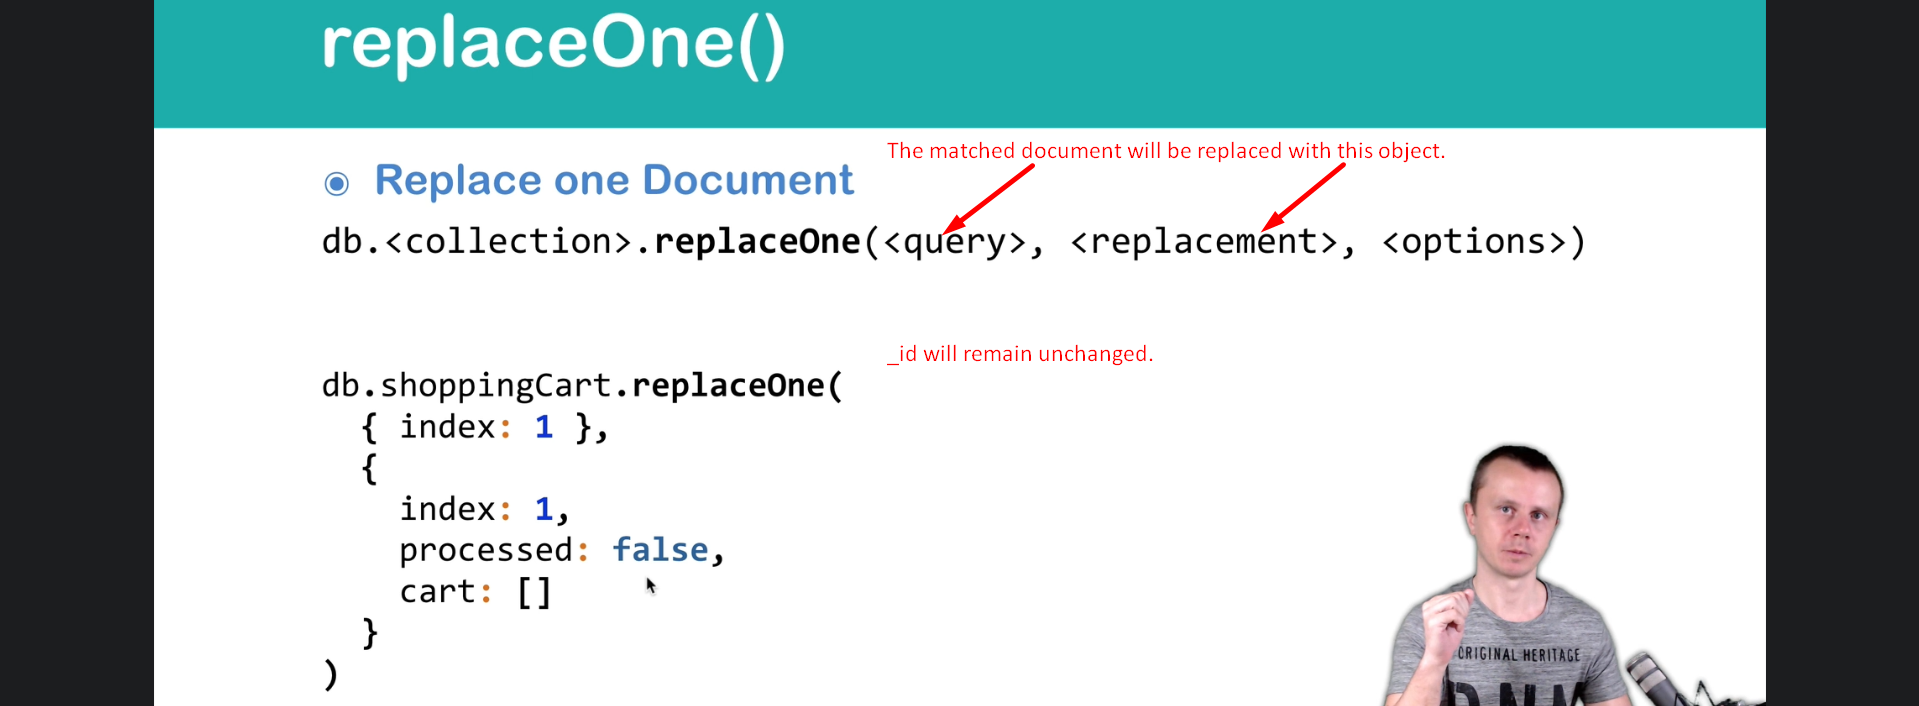 replaceOne()
The matched document will be replaced with this object.
Replace one Document
db.<collection>.replaceOne(<query>, <replacement>, <options>)
_id will remain unchanged.
db.shoppingCart.replaceOne(
{ index: 1 },
{
index: 1,
processed: false,
cart: []
}
)
ORIGINAL HERITAGE